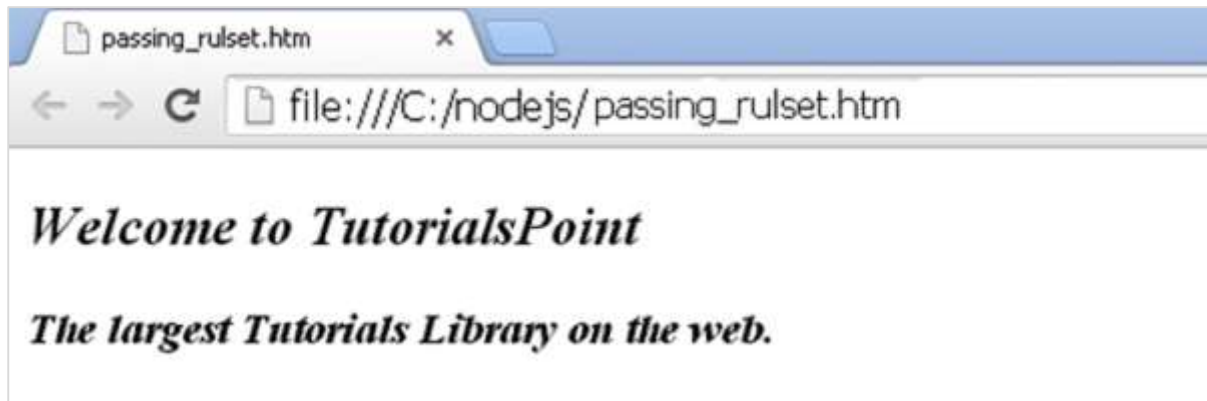 passing_rulset.htm
file:///C:/nodejs/passing_rulset.htm
Welcome to TutorialsPoint
The largest Tutorials Library on the web.